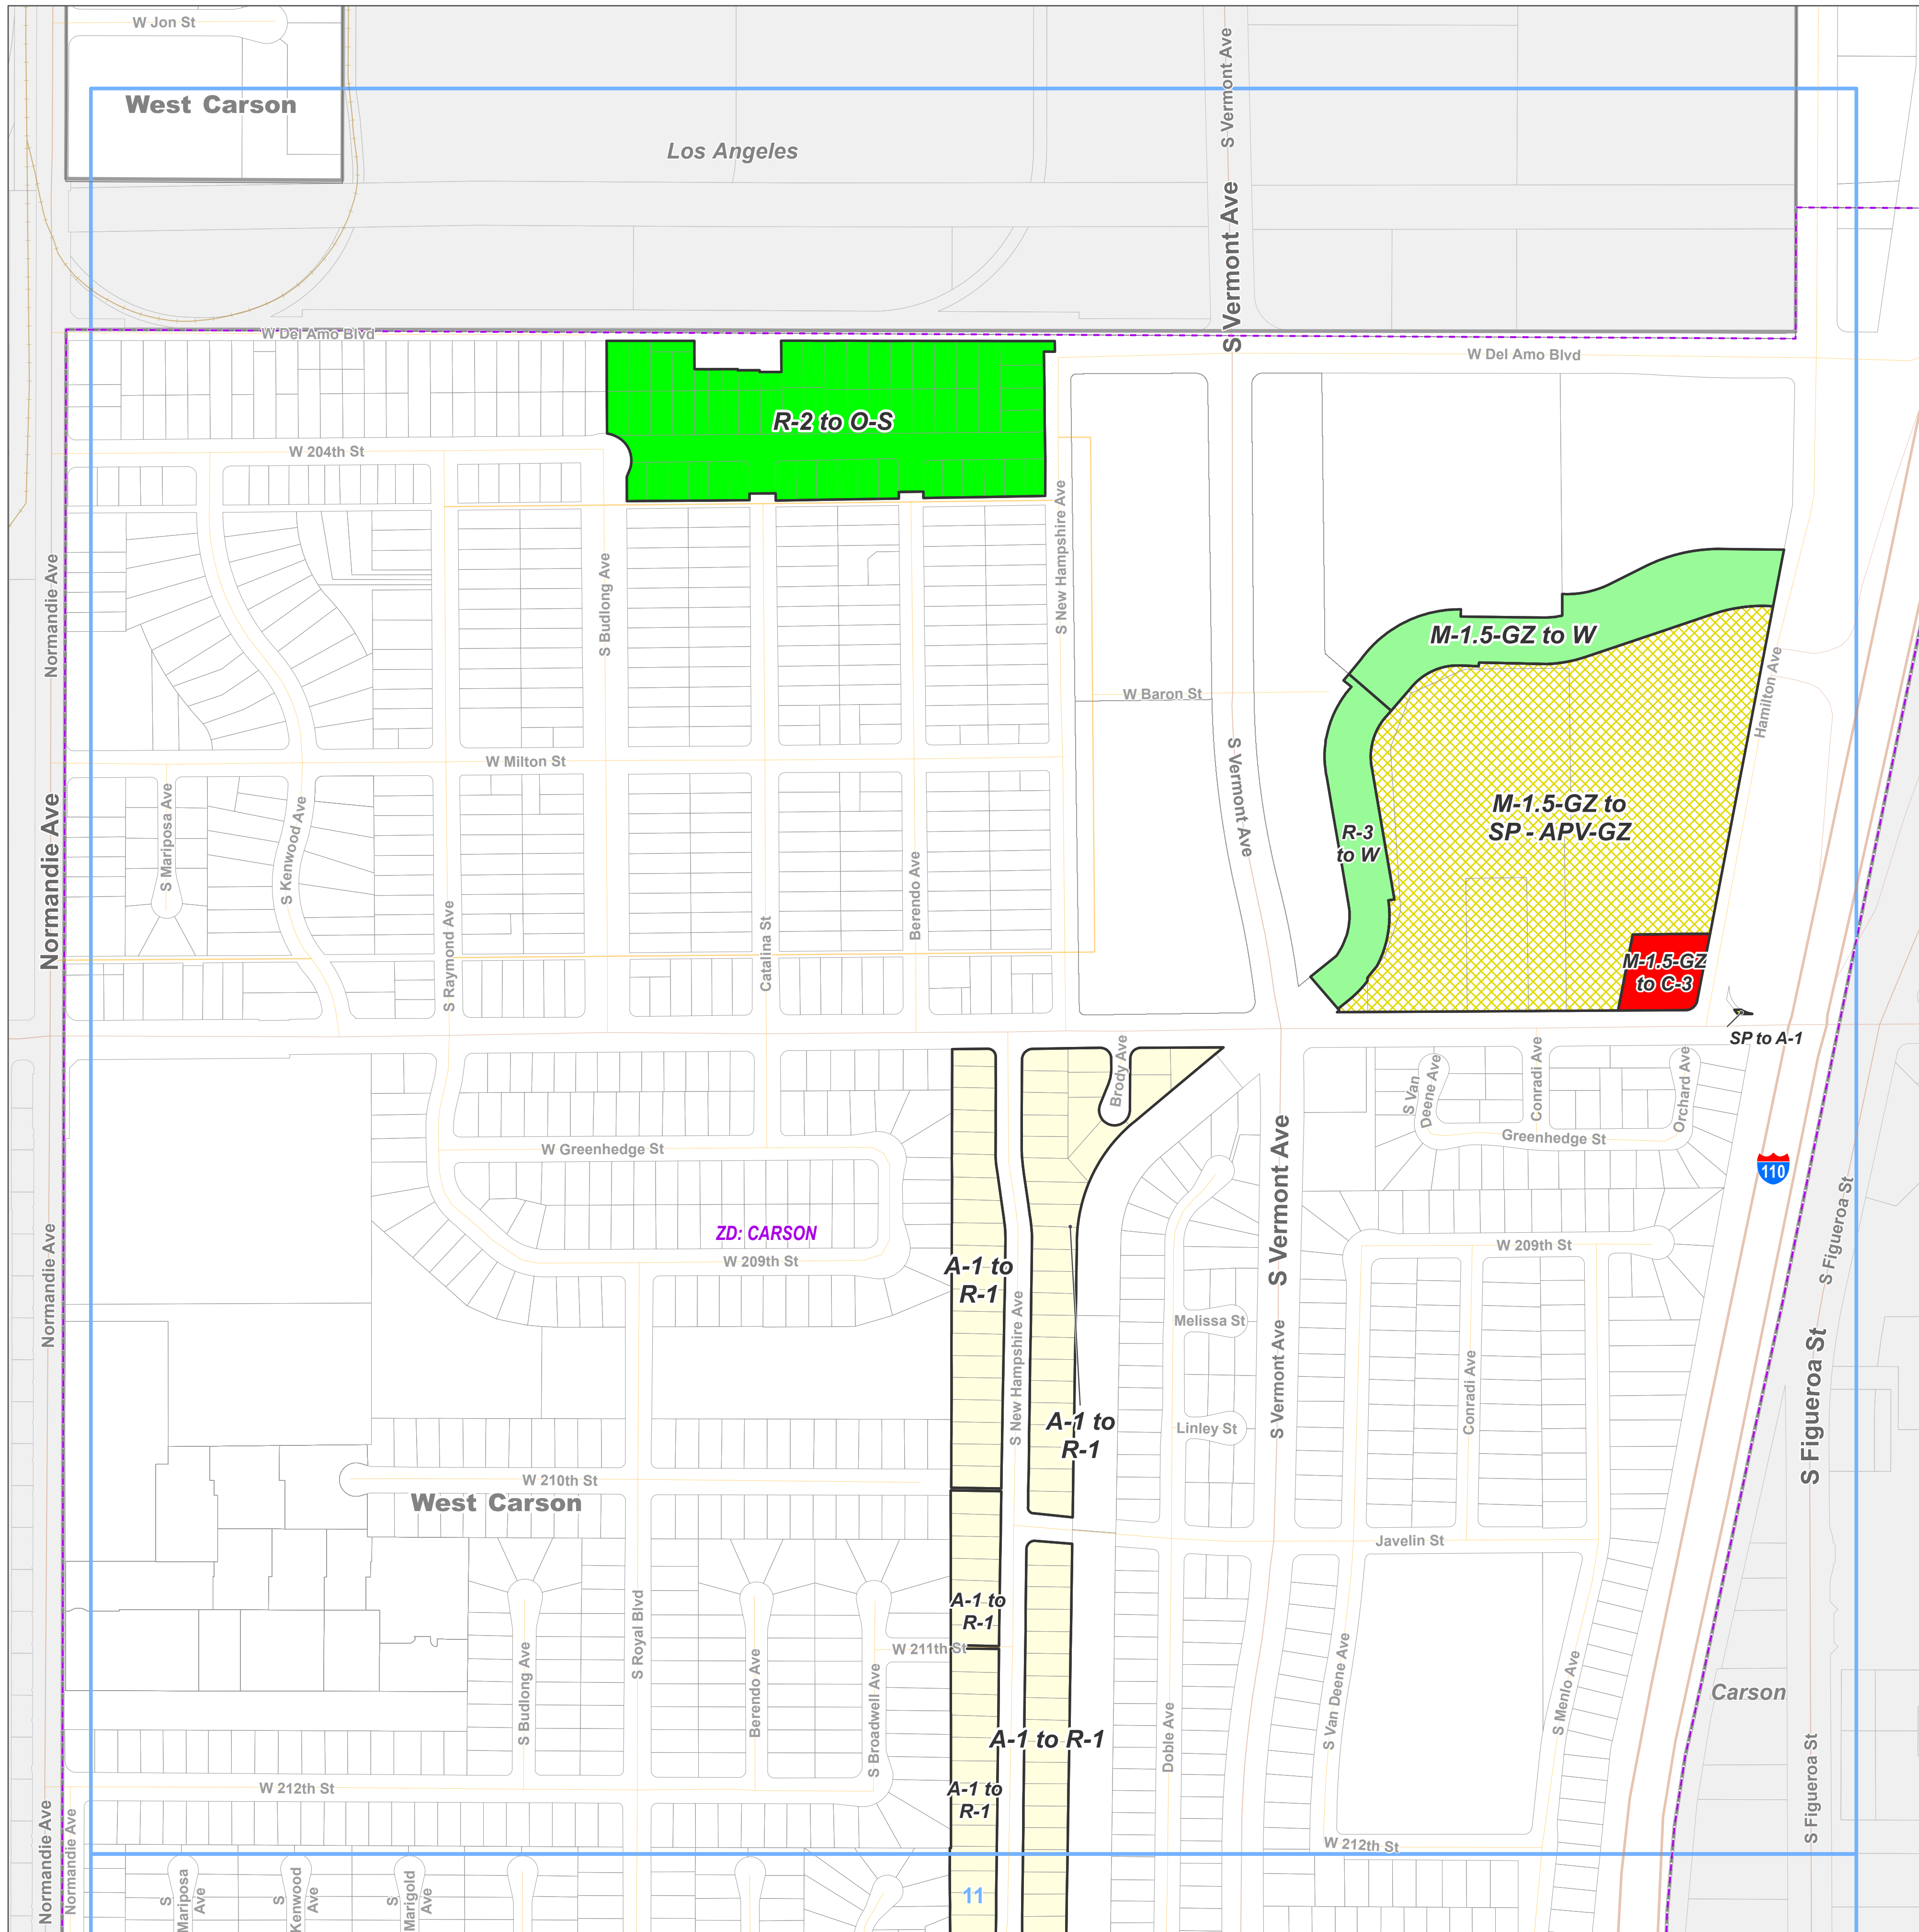 W Jon St
West Carson
Los Angeles
S Vermont Ave
S Vermont Ave
W Del Amo Blvd
W Del Amo Blvd
R-2 to O-S
W 204th St
Normandie Ave
S Budlong Ave
S New Hampshire Ave
M-1.5-GZ to W
Hamilton Ave
W Baron St
W Milton St
S Vermont Ave
Normandie Ave
S Mariposa Ave
S Kenwood Ave
M-1.5-GZ to
SP - APV-GZ
R-3
to W
S Raymond Ave
Catalina St
Berendo Ave
M-1.5-GZ
to C-3
SP to A-1
Brody Ave
S Van
Deene Ave
Conradi Ave
Orchard Ave
W Greenhedge St
Greenhedge St
110
S Figueroa St
ZD: CARSON
W 209th St
W 209th St
A-1 to
R-1
S Vermont Ave
Normandie Ave
S New Hampshire Ave
Melissa St
S Vermont Ave
S Figueroa St
Conradi Ave
A-1 to
R-1
Linley St
W 210th St
West Carson
Javelin St
A-1 to
R-1
S Royal Blvd
W 211th St
S Budlong Ave
Berendo Ave
S Broadwell Ave
Doble Ave
S Van Deene Ave
S Menlo Ave
Carson
A-1 to R-1
W 212th St
A-1 to
R-1
S Figueroa St
W 212th St
Normandie Ave
Normandie Ave
S
Mariposa
Ave
S
Kenwood
Ave
S
Marigold
Ave
11